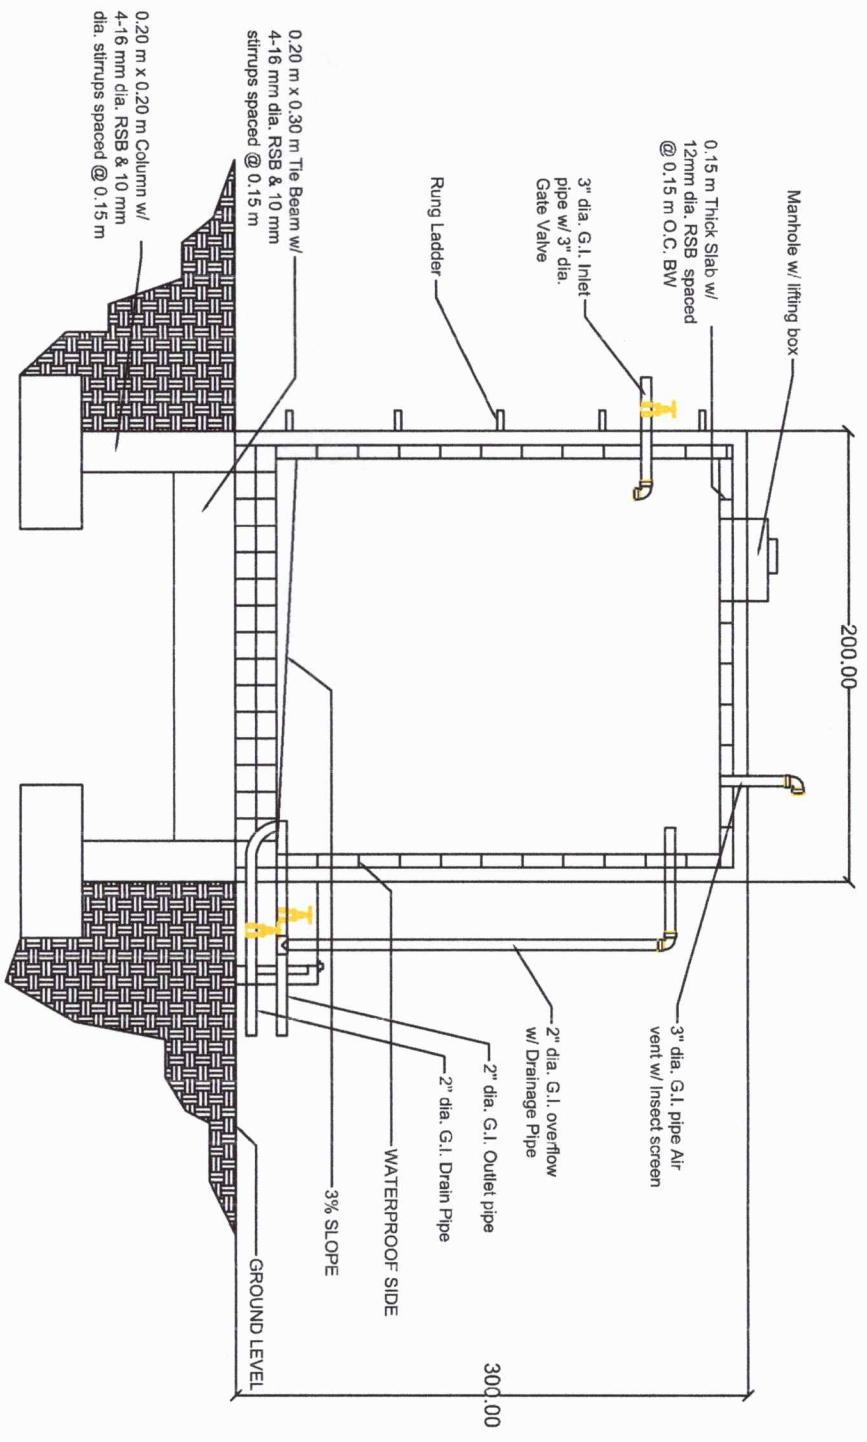 Manhole w/ lifting box
0.15 m Thick Slab w/
12mm dia. RSB spaced
@ 0.15 m O.C. BW
3" dia. G.I. Inlet
pipe w/ 3" dia.
Gate Valve
Rung Ladder
0.20 m x 0.30 m Tie Beam w/
4-16 mm dia. RSB & 10 mm
stirrups spaced @ 0.15 m
0.20 m x 0.20 m Column w/
4-16 mm dia. RSB & 10 mm
dia. stirrups spaced @ 0.15 m
200.00
3" dia. G.I. pipe Air
vent w/ Insect screen
2" dia. G.I. overflow
w/ Drainage Pipe
2" dia. G.I. Outlet pipe
2" dia. G.I. Drain Pipe
WATERPROOF SIDE
3% SLOPE
GROUND LEVEL
300.00